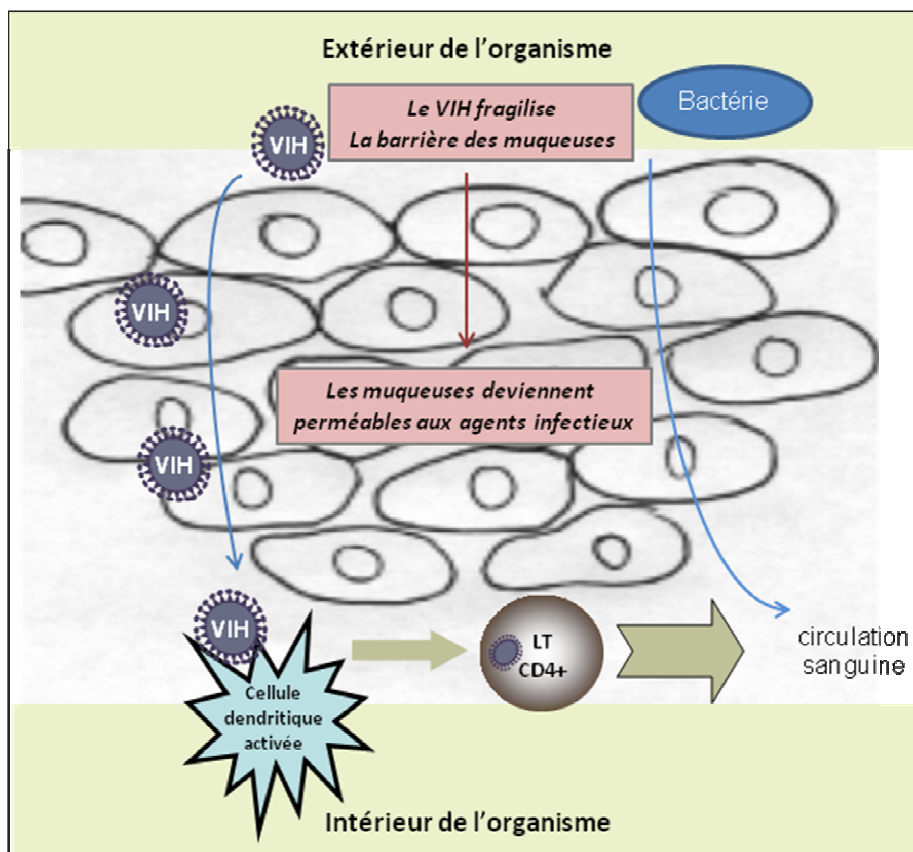 Extérieur de l'organisme
Le VIH fragilise
La barrière des muqueuses
Bactérie
VIH
VIH
Les muqueuses deviennent
perméables aux agents infectieux
VIH
VIH
LT
CD4+
circulation
sanguine
Cellule
dendritique
activée
Intérieur de l'organisme